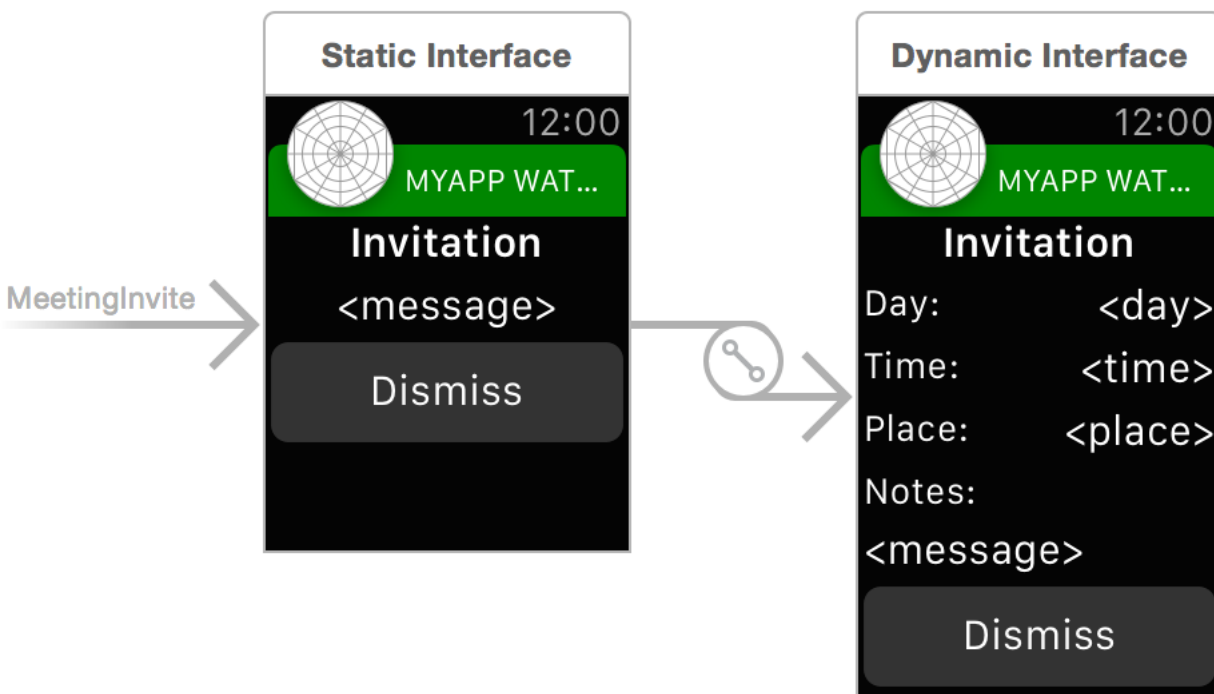 Static Interface
12:00
MYAPP WAT...
Invitation
MeetingInvite
<message>
Dismiss
Dynamic Interface
12:00
MYAPP WAT...
Invitation
Day: <day>
Time: <time>
Place: <place>
Notes:
<message>
Dismiss